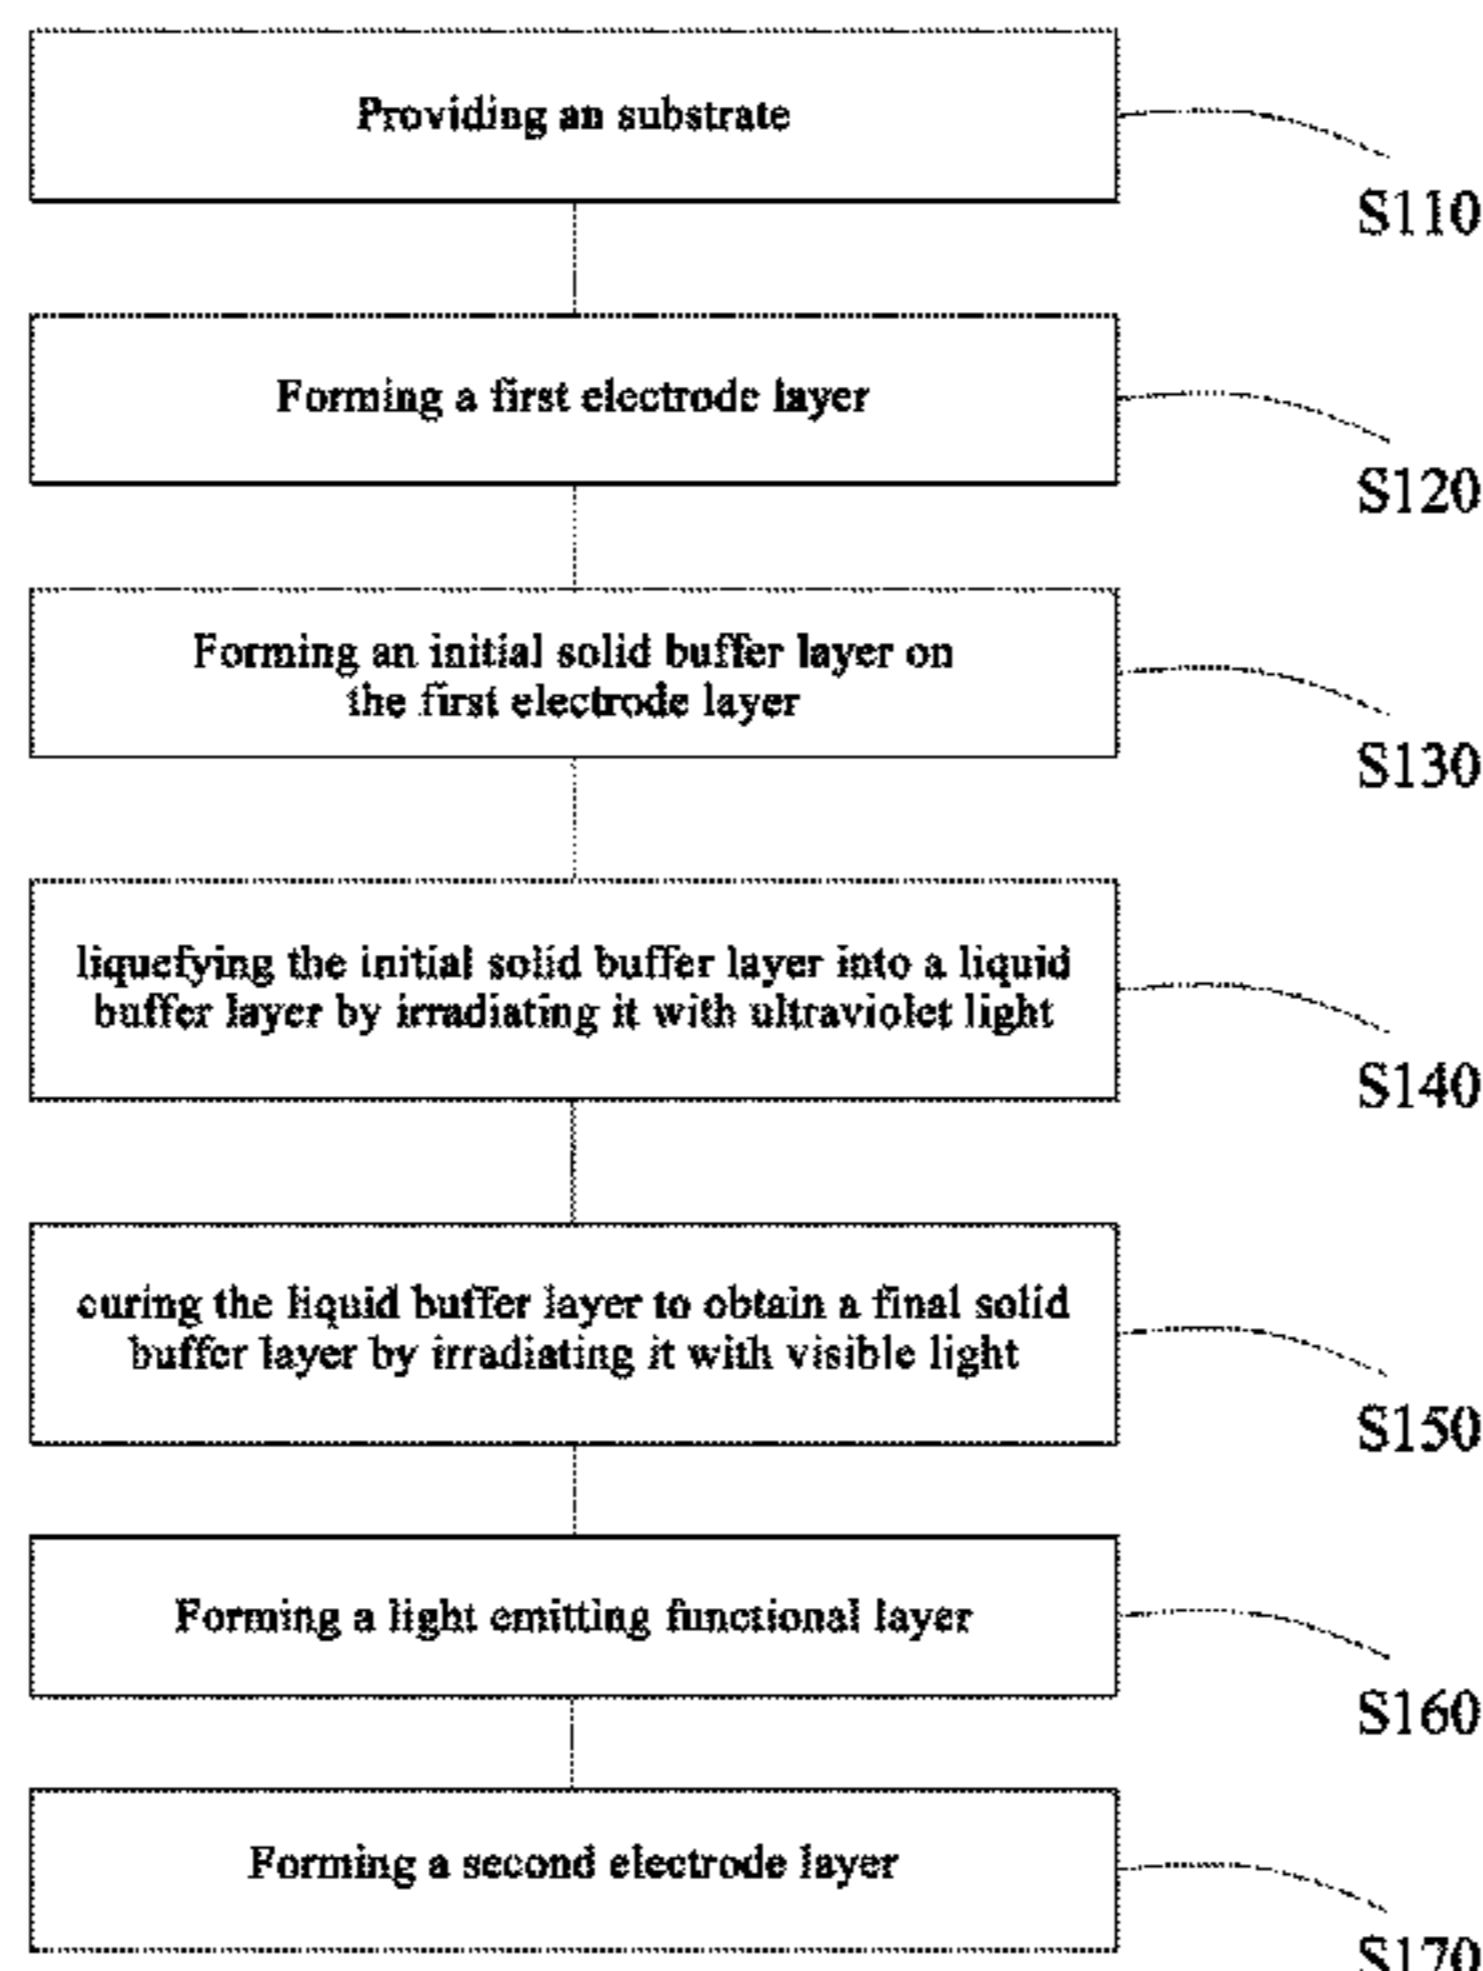 Providing an substrate
S110
Forming a first electrode layer
S120
Forming an initial solid buffer layer on
the first electrode layer
S130
liquefying the initial solid buffer layer into a liquid
buffer layer by irradiating it with ultraviolet light
S140
curing the liquid buffer layer to obtain a final solid
buffer layer by irradiating it with visible light
S150
Forming a light emitting functional layer
S160
Forming a second electrode layer
S170